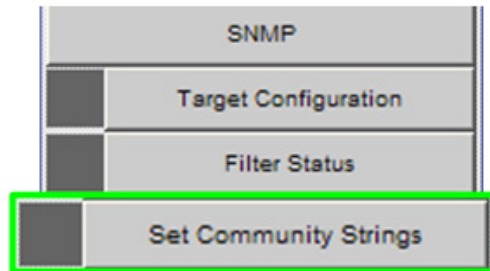 SNMP
Target Configuration
Filter Status
Set Community Strings